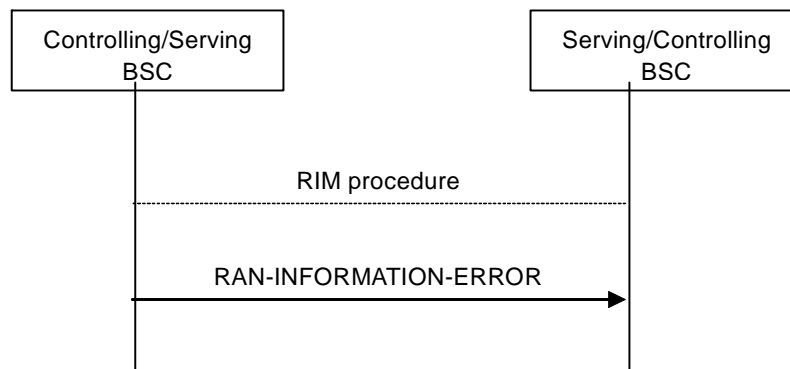 Controlling/Serving
BSC
Serving/Controlling
BSC
RIM procedure
RAN-INFORMATION-ERROR